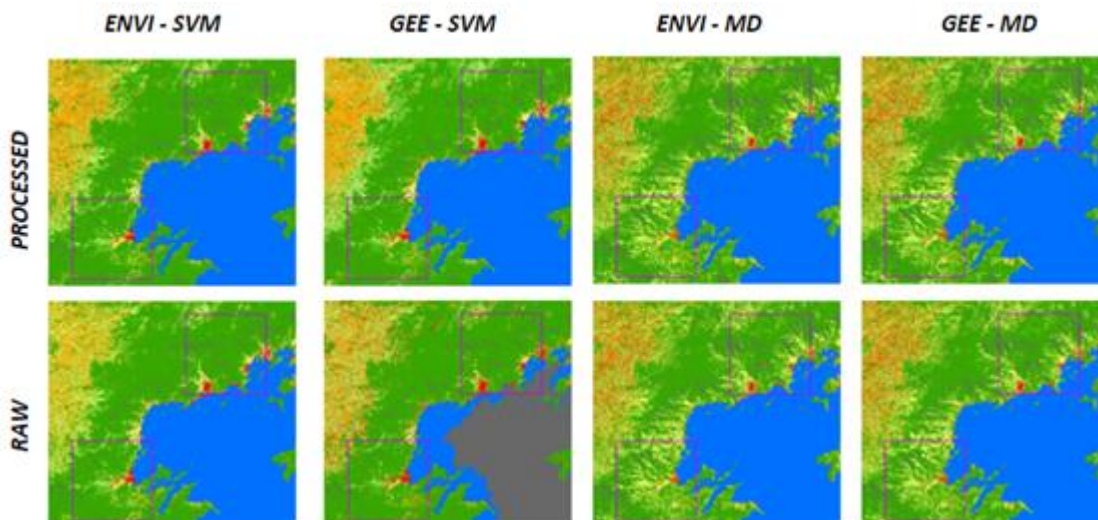 ENVI - SVM
GEE - SVM
ENVI - MD
GEE - MD
PROCESSED
RAW